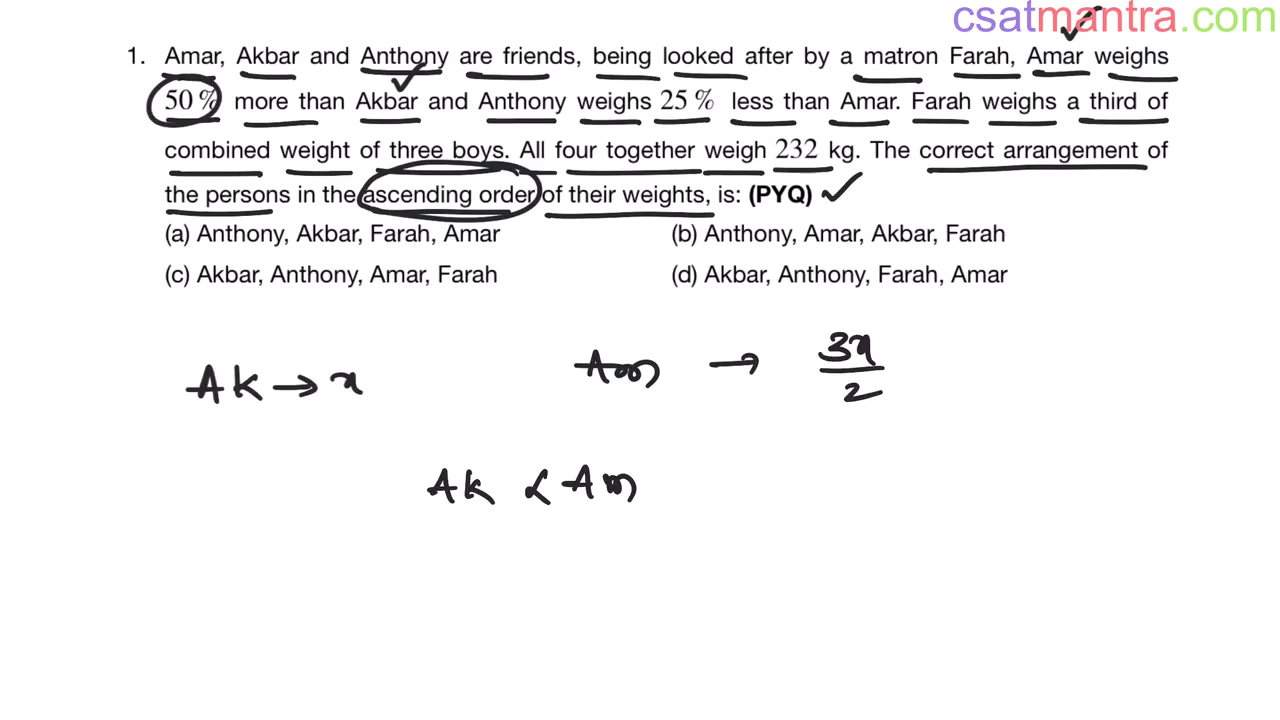 csatmantra.com
1. Amar, Akbar and Anthony are friends, being looked after by a matron Farah, Amar weighs
50 % more than Akbar and Anthony weighs 25 % less than Amar. Farah weighs a third of
combined weight of three boys. All four together weigh 232 kg. The correct arrangement of
the persons in the ascending order of their weights, is: (PYQ)
(a) Anthony, Akbar, Farah, Amar (b) Anthony, Amar, Akbar, Farah
(c) Akbar, Anthony, Amar, Farah (d) Akbar, Anthony, Farah, Amar
AK → x Am → 3x/2
AK < Am